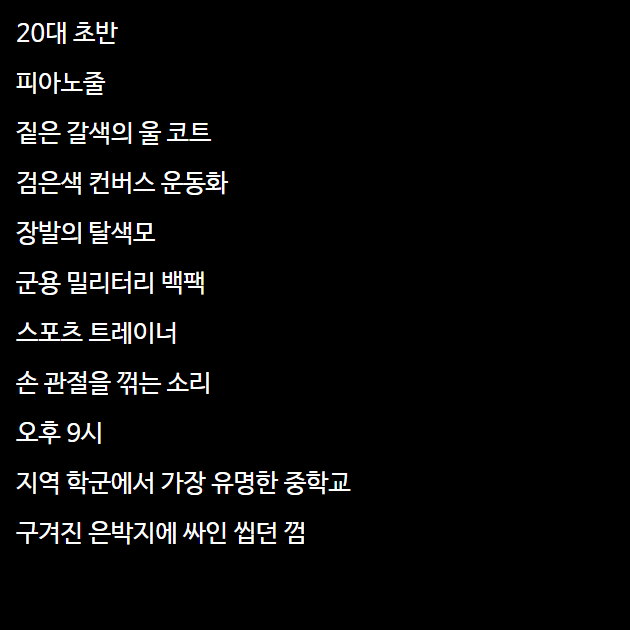 20대 초반
피아노줄
짙은 갈색의 울 코트
검은색 컨버스 운동화
장발의 탈색모
군용 밀리터리 백팩
스포츠 트레이너
손 관절을 꺾는 소리
오후 9시
지역 학군에서 가장 유명한 중학교
구겨진 은박지에 싸인 씹던 껌